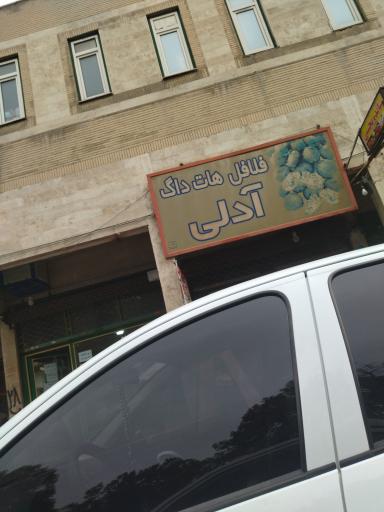 فلافل هات داگ
آدلی